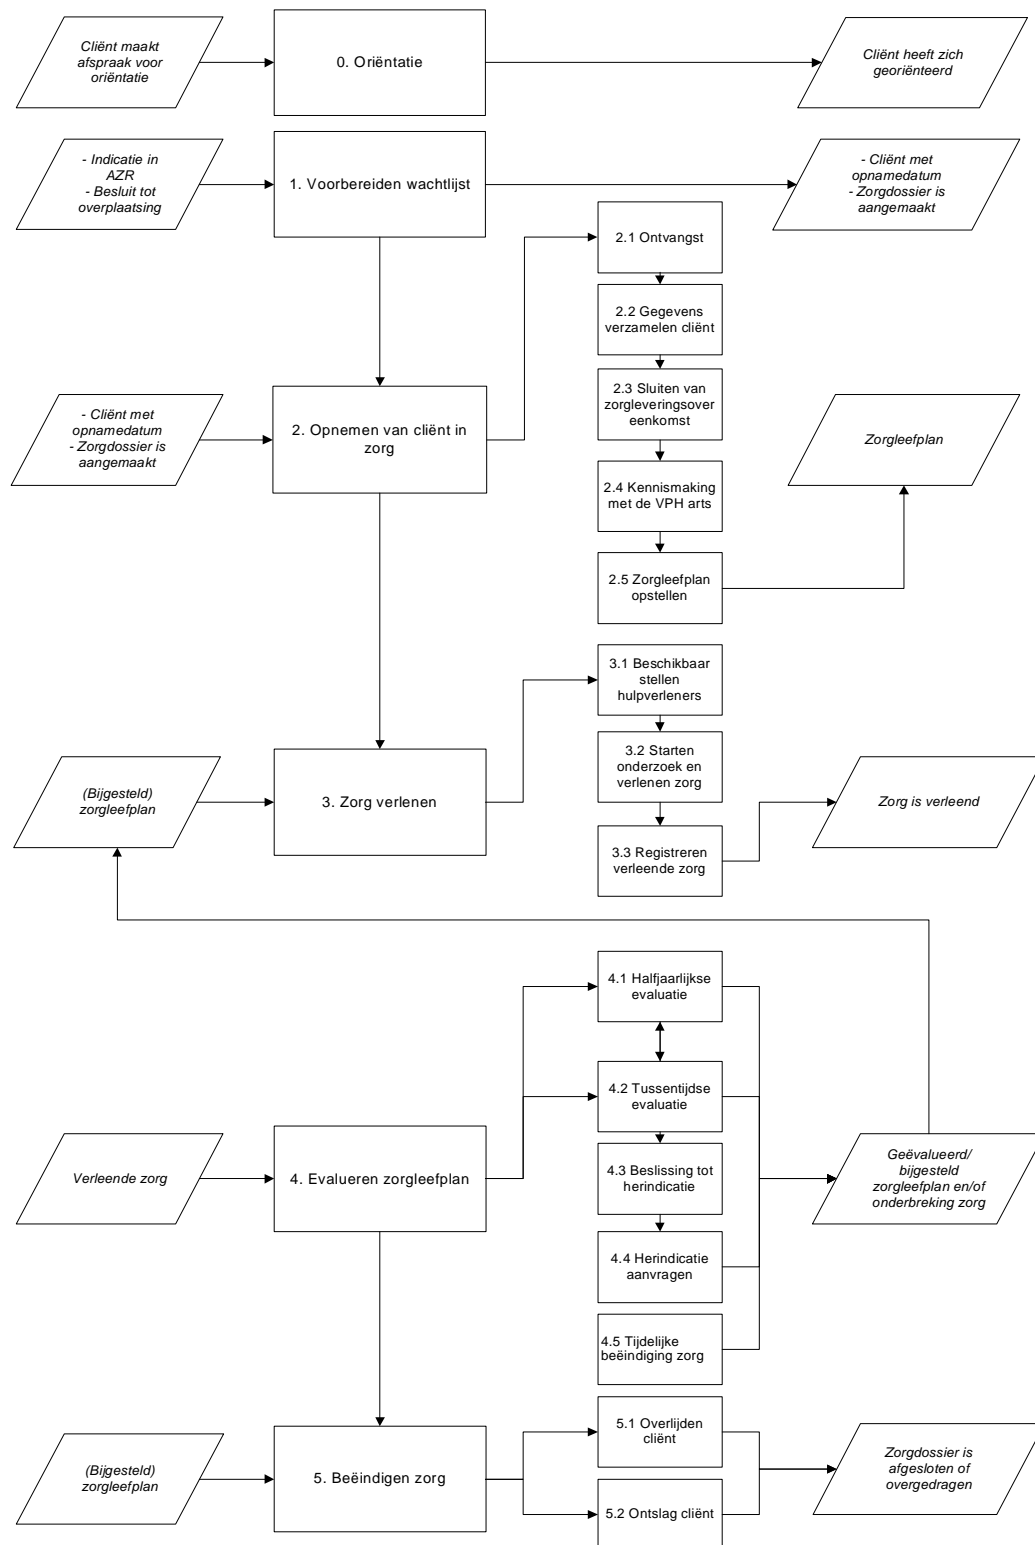 Cliënt maakt
afspraak voor
oriëntatie
0. Oriëntatie
Cliënt heeft zich
georiënteerd
- Indicatie in
AZR
- Besluit tot
overplaatsing
1. Voorbereiden wachtlijst
- Cliënt met
opnamedatum
- Zorgdossier is
aangemaakt
2.1 Ontvangst
2.2 Gegevens
verzamelen cliënt
2.3 Sluiten van
zorgleveringsover
eenkomst
- Cliënt met
opnamedatum
- Zorgdossier is
aangemaakt
2. Opnemen van cliënt in
zorg
Zorgleefplan
2.4 Kennismaking
met de VPH arts
2.5 Zorgleefplan
opstellen
3.1 Beschikbaar
stellen
hulpverleners
3.2 Starten
onderzoek en
verlenen zorg
(Bijgesteld)
zorgleefplan
3. Zorg verlenen
Zorg is verleend
3.3 Registreren
verleende zorg
4.1 Halfjaarlijkse
evaluatie
4.2 Tussentijdse
evaluatie
Verleende zorg
4. Evalueren zorgleefplan
4.3 Beslissing tot
herindicatie
Geëvalueerd/
bijgesteld
zorgleefplan en/of
onderbreking zorg
4.4 Herindicatie
aanvragen
4.5 Tijdelijke
beëindiging zorg
5.1 Overlijden
cliënt
(Bijgesteld)
zorgleefplan
5. Beëindigen zorg
Zorgdossier is
afgesloten of
overgedragen
5.2 Ontslag cliënt